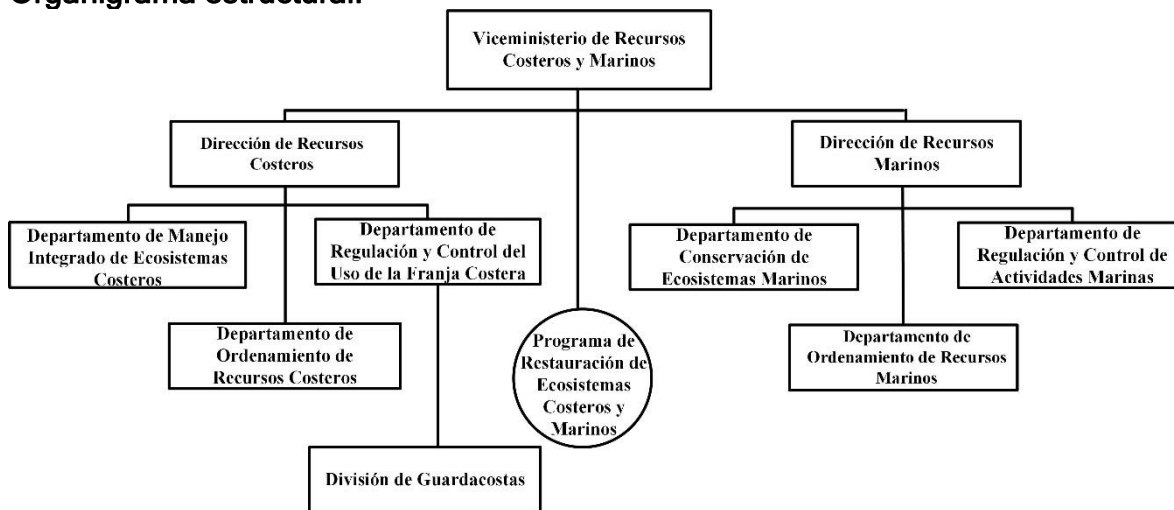 Organigrama estructural:
Viceministerio de Recursos
Costeros y Marinos
Dirección de Recursos
Costeros
Dirección de Recursos
Marinos
Departamento de Manejo
Integrado de Ecosistemas
Costeros
Departamento de
Regulación y Control del
Uso de la Franja Costera
Departamento de
Conservación de
Ecosistemas Marinos
Departamento de
Regulación y Control de
Actividades Marinas
Departamento de
Ordenamiento de
Recursos Costeros
Programa de
Restauración de
Ecosistemas
Costeros y
Marinos
Departamento de
Ordenamiento de Recursos
Marinos
División de Guardacostas